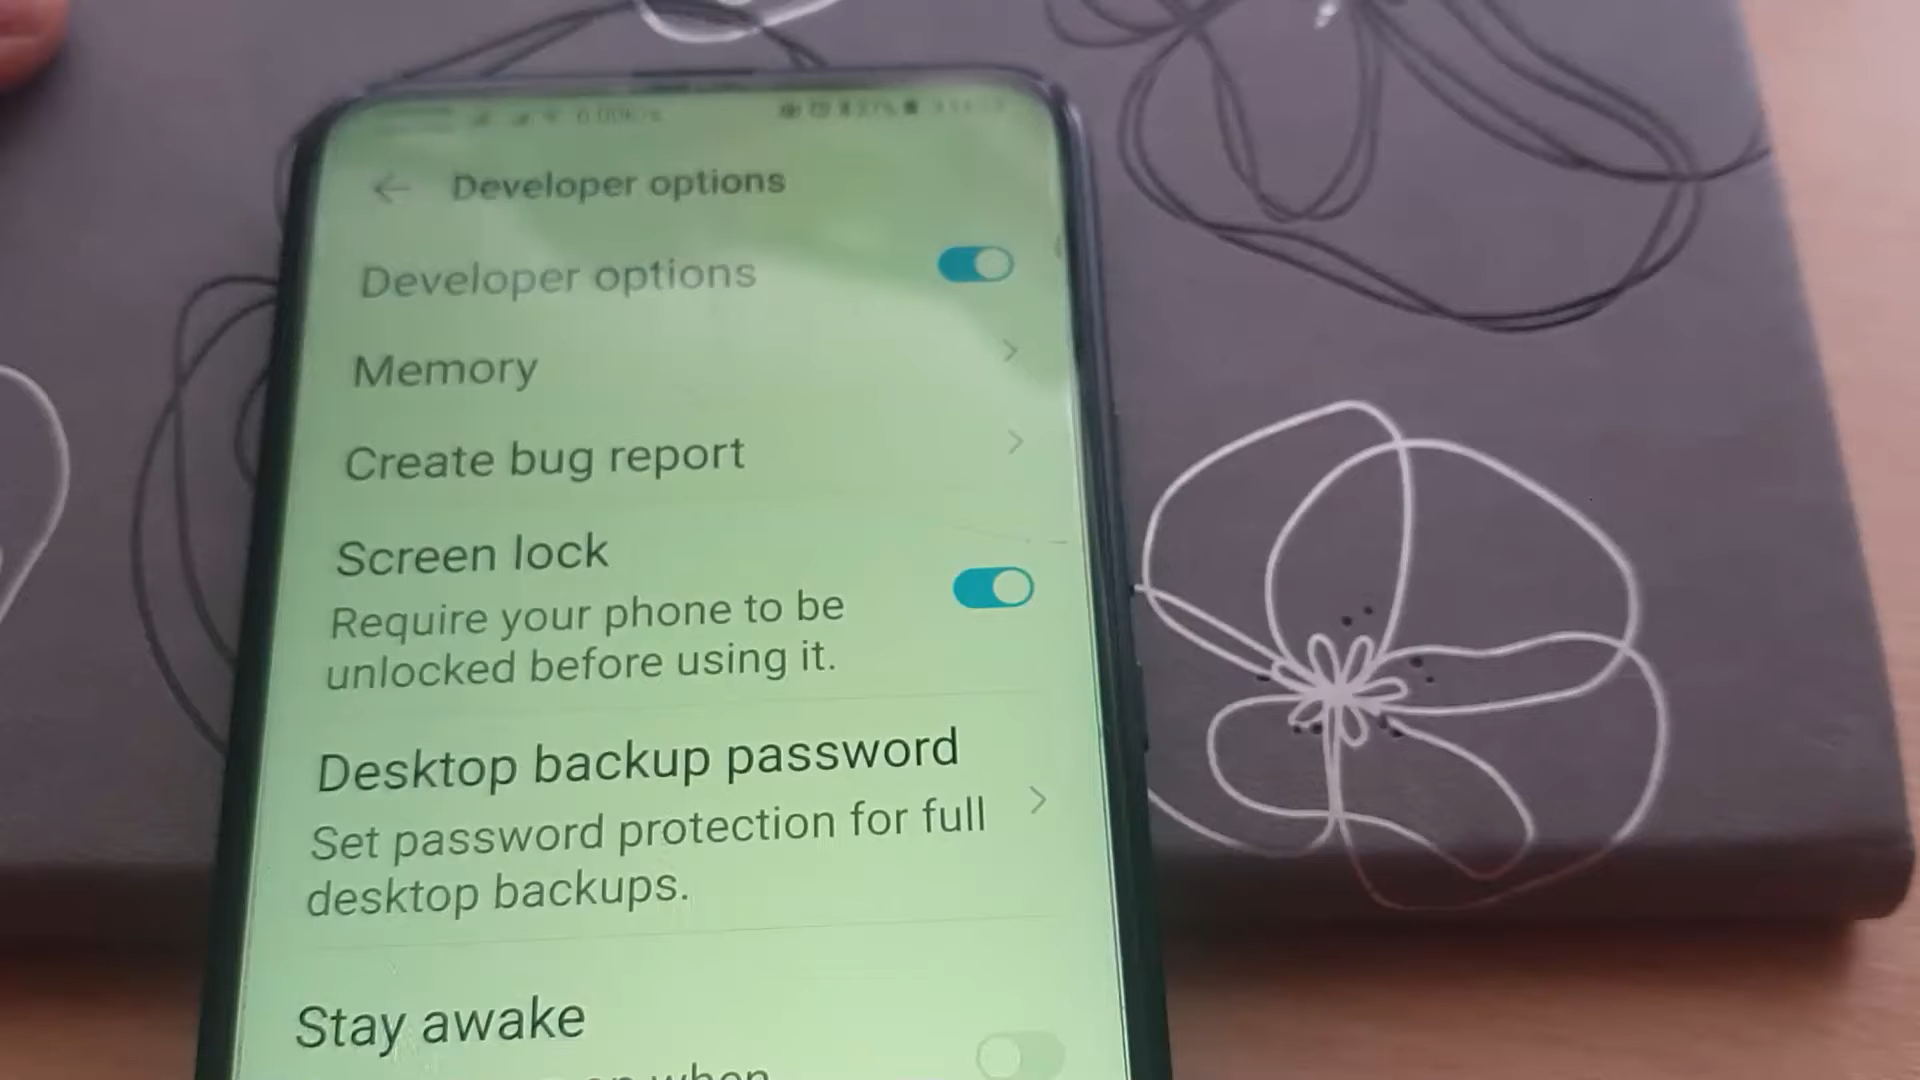 Developer options
Developer options
Memory
Create bug report
Screen lock
Require your phone to be
unlocked before using it.
Desktop backup password
Set password protection for full
desktop backups.
Stay awake
when